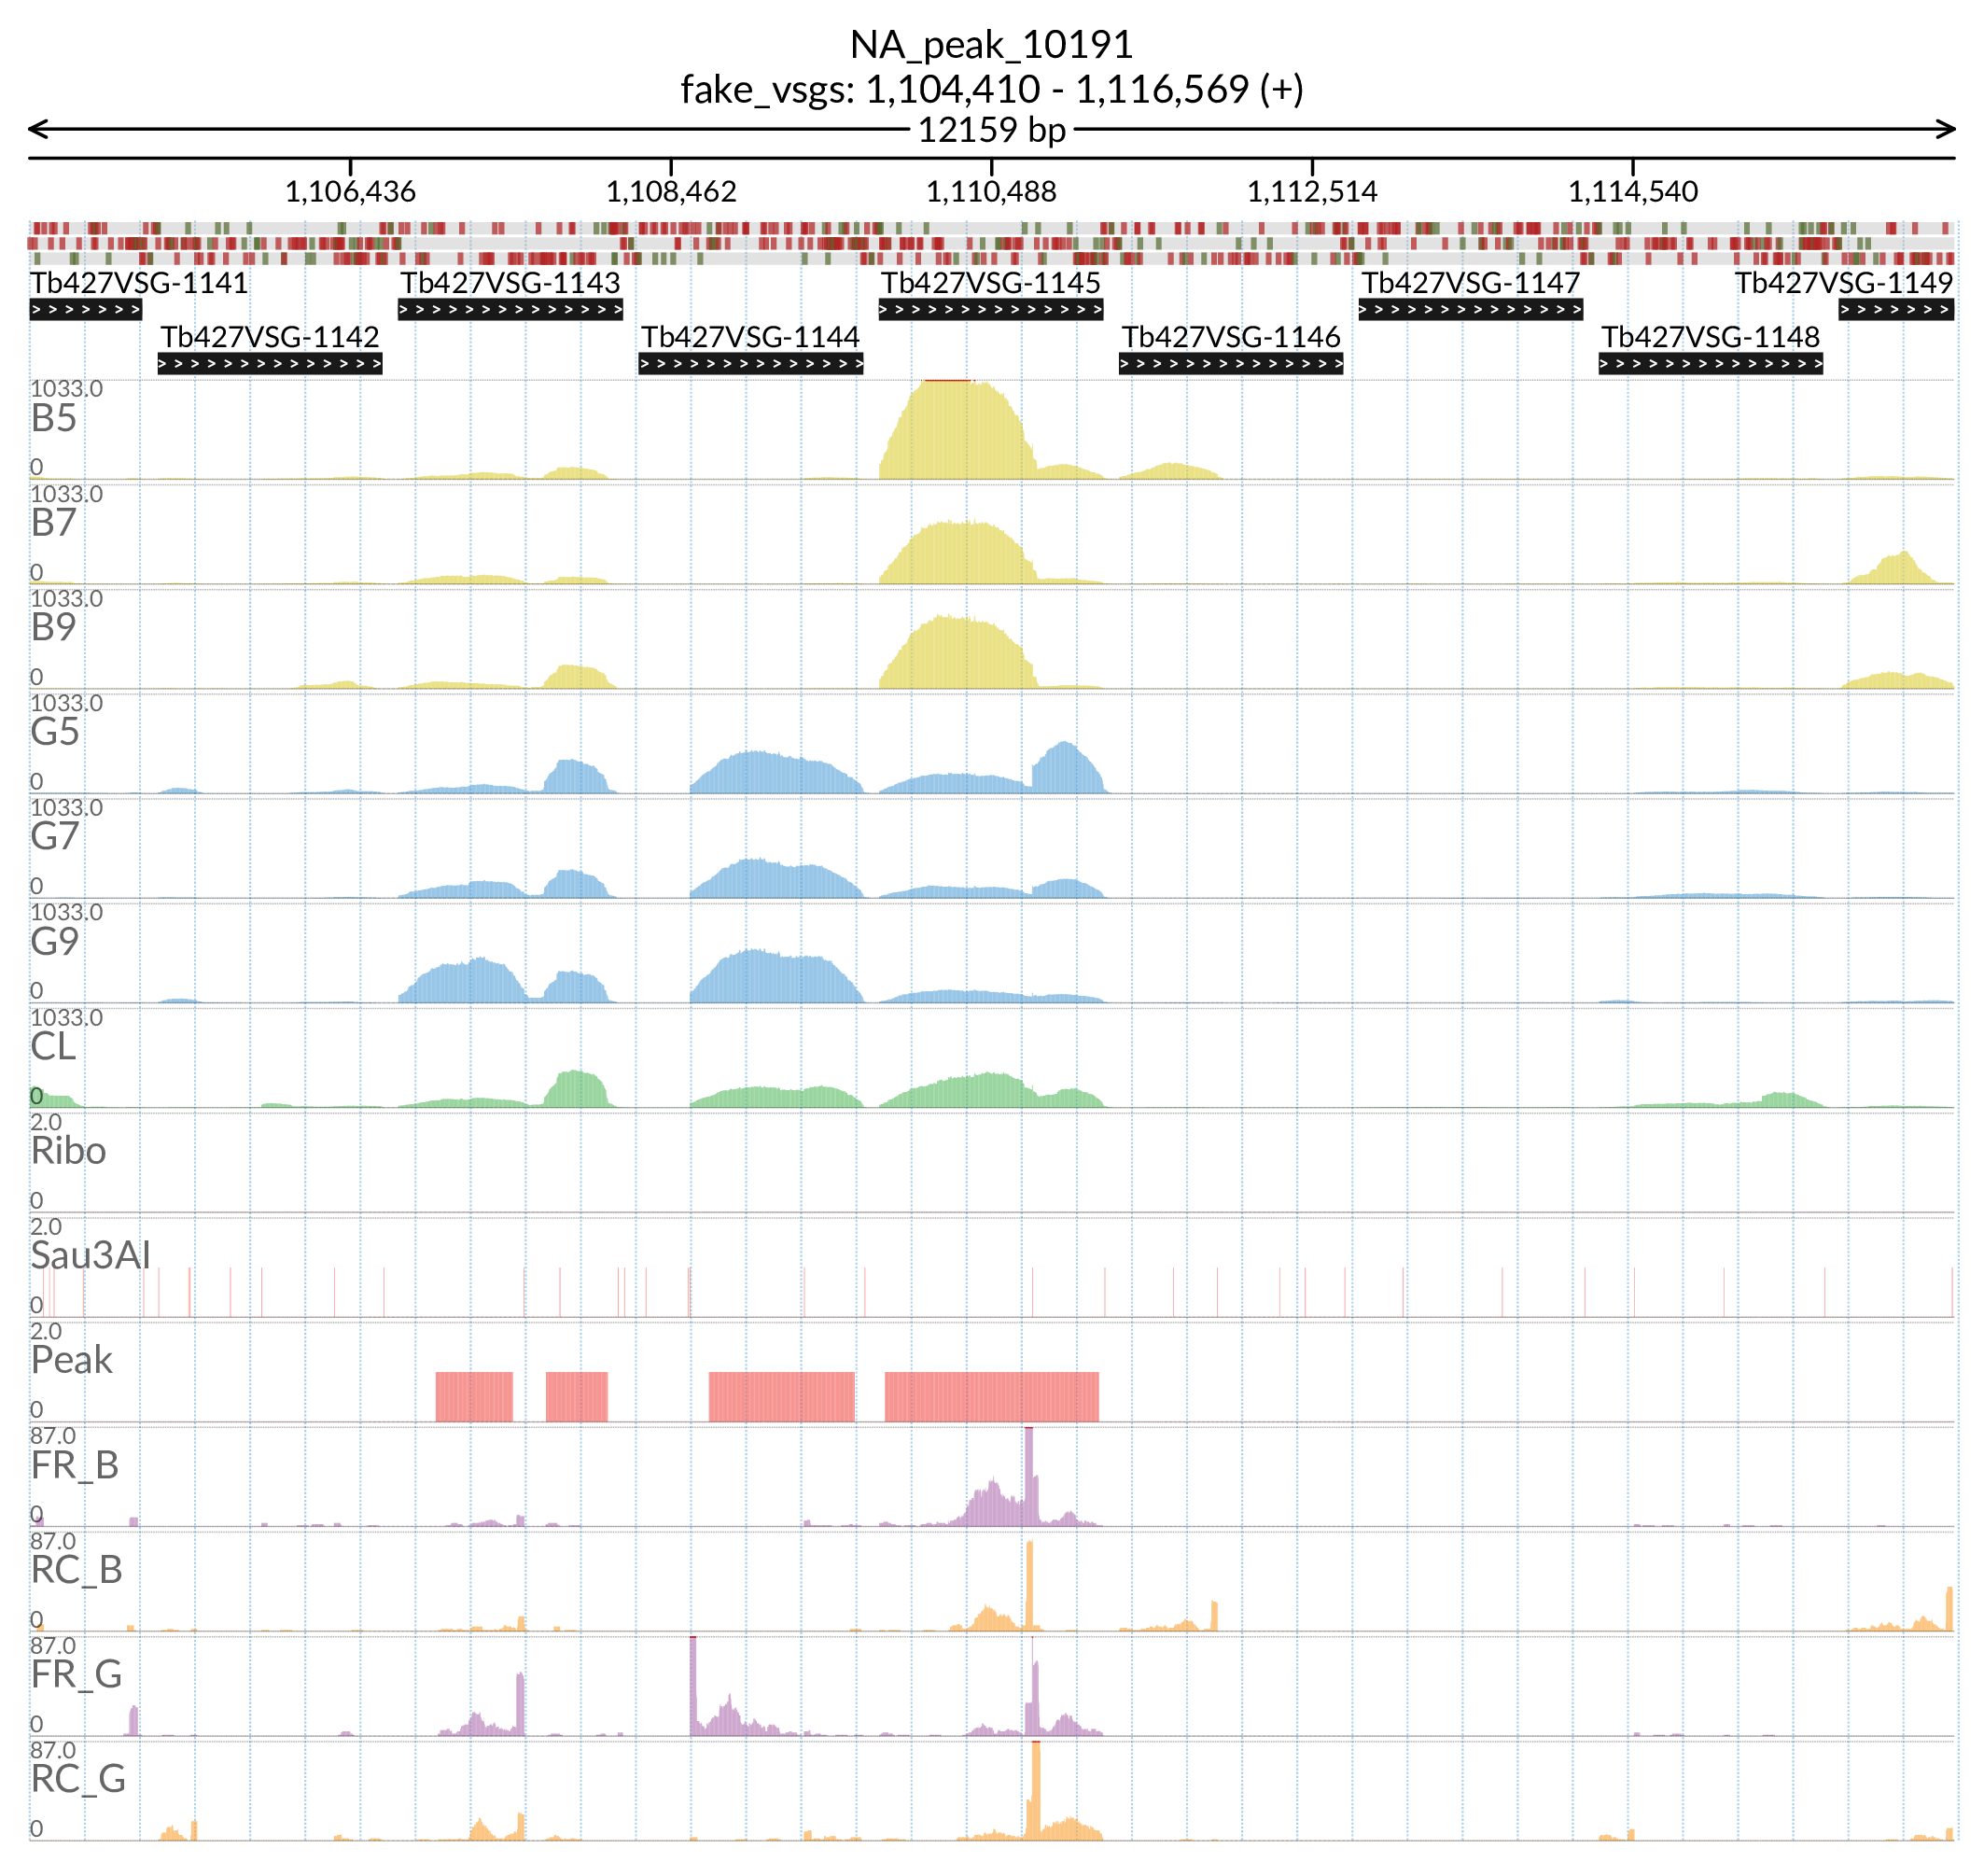 NA_peak_10191
fake_vsgs: 1,104,410 - 1,116,569 (+)
12159 bp
1,106,436 1,108,462 1,110,488 1,112,514 1,114,540
Tb427VSG-1141 Tb427VSG-1143 Tb427VSG-1145 Tb427VSG-1147 Tb427VSG-1149
Tb427VSG-1142 Tb427VSG-1144 Tb427VSG-1146 Tb427VSG-1148
1033.0
B5
0
1033.0
B7
0
1033.0
B9
0
1033.0
G5
0
1033.0
G7
0
1033.0
G9
0
1033.0
CL
0
2.0
Ribo
0
2.0
Sau3AI
0
2.0
Peak
0
87.0
FR_B
0
87.0
RC_B
0
87.0
FR_G
0
87.0
RC_G
0